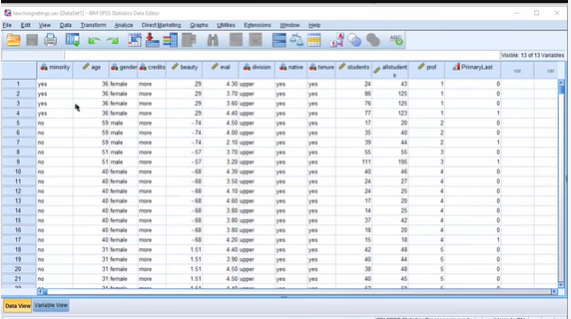 teachingratings.sav [DataSet1] - IBM SPSS Statistics Data Editor
File Edit View Data Transform Analyze Direct Marketing Graphs Utilities Extensions Window Help
Visible: 13 of 13 Variables
minority age gender credits beauty eval division native tenure students allstudents prof PrimaryLast var var
1 yes 36 female more .29 4.30 upper yes yes 24 43 1 0
2 yes 36 female more .29 3.70 upper yes yes 86 125 1 0
3 yes 36 female more .29 3.60 upper yes yes 76 125 1 0
4 yes 36 female more .29 4.40 upper yes yes 77 123 1 1
5 no 59 male more -.74 4.50 upper yes yes 17 20 2 0
6 no 59 male more -.74 4.00 upper yes yes 35 40 2 0
7 no 59 male more -.74 2.10 upper yes yes 39 44 2 1
8 no 51 male more -.57 3.70 upper yes yes 55 55 3 0
9 no 51 male more -.57 3.20 upper yes yes 111 195 3 1
10 no 40 female more -.68 4.30 upper yes yes 40 46 4 0
11 no 40 female more -.68 3.50 upper yes yes 24 27 4 0
12 no 40 female more -.68 4.10 upper yes yes 24 25 4 0
13 no 40 female more -.68 3.80 upper yes yes 17 20 4 0
14 no 40 female more -.68 3.80 upper yes yes 14 25 4 0
15 no 40 female more -.68 3.80 upper yes yes 37 42 4 0
16 no 40 female more -.68 3.80 upper yes yes 18 20 4 0
17 no 40 female more -.68 4.20 upper yes yes 15 18 4 1
18 no 31 female more 1.51 4.40 upper yes yes 42 48 5 0
19 no 31 female more 1.51 3.90 upper yes yes 40 44 5 0
20 no 31 female more 1.51 4.50 upper yes yes 38 48 5 0
21 no 31 female more 1.51 4.50 upper yes yes 40 45 5 0
Data View Variable View